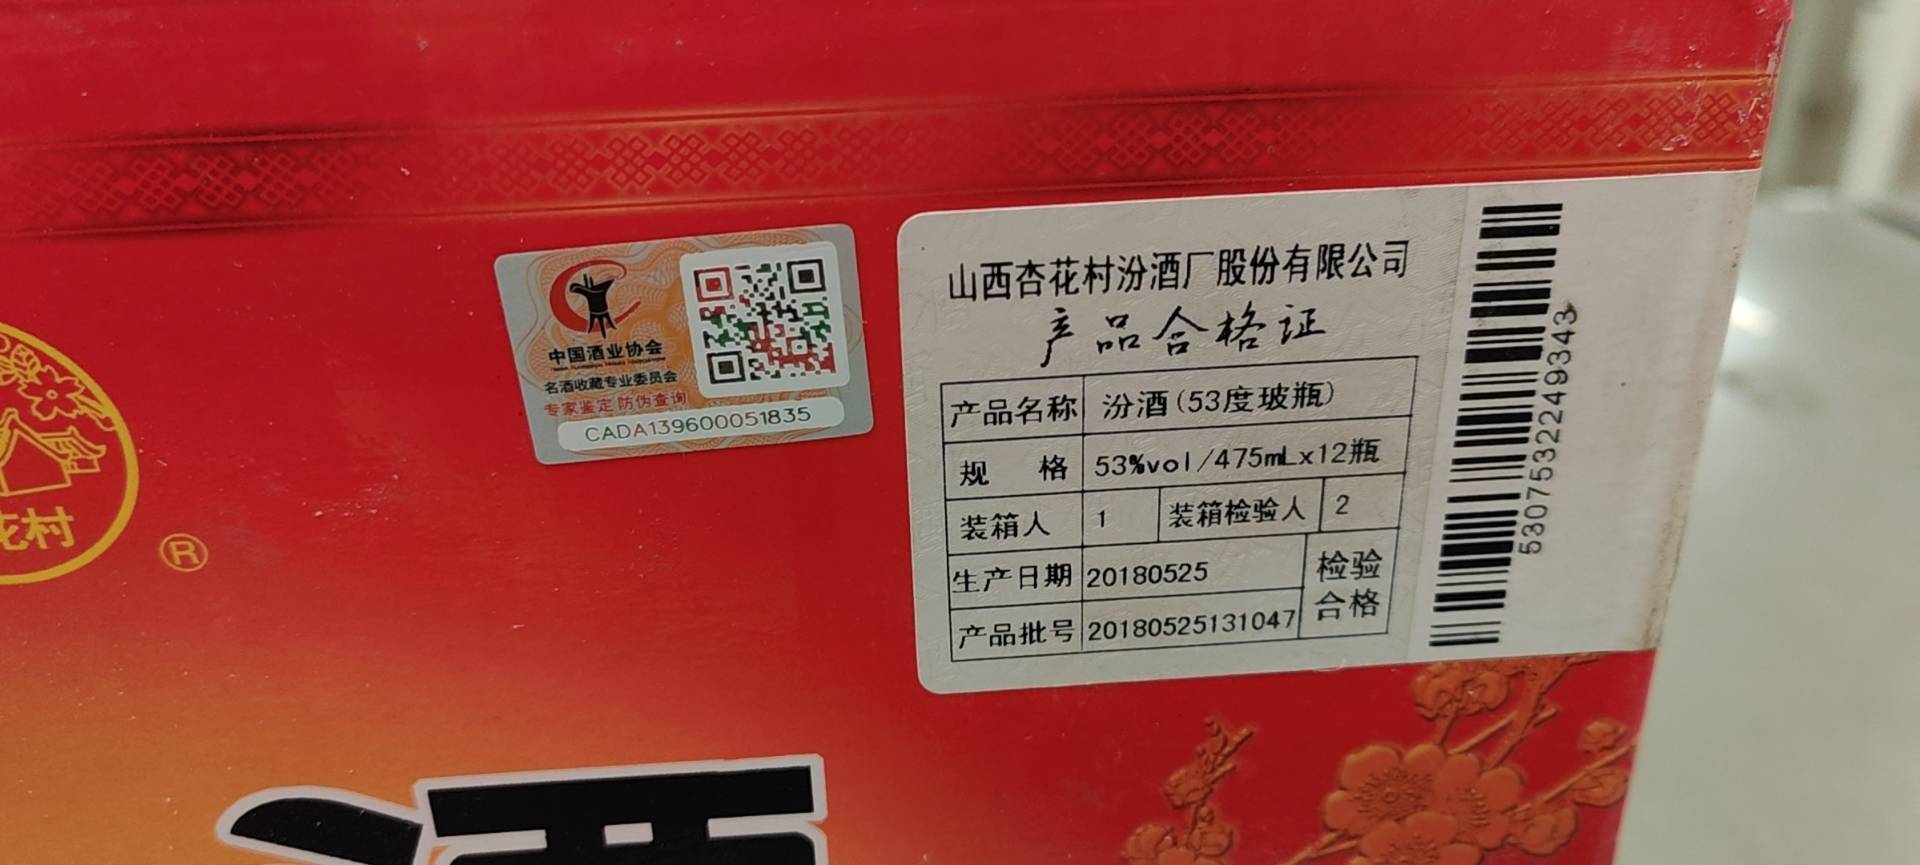 中国酒业协会
名酒收藏专业委员会
专家鉴定 防伪查询
CADA139600051835
山西杏花村汾酒厂股份有限公司
产品合格证
产品名称 汾酒(53度玻瓶)
规 格 53%vol/475mLx12瓶
装箱人 1 装箱检验人 2
生产日期 20180525 检验
产品批号 20180525131047 合格
5307532249343
花村
®
酒